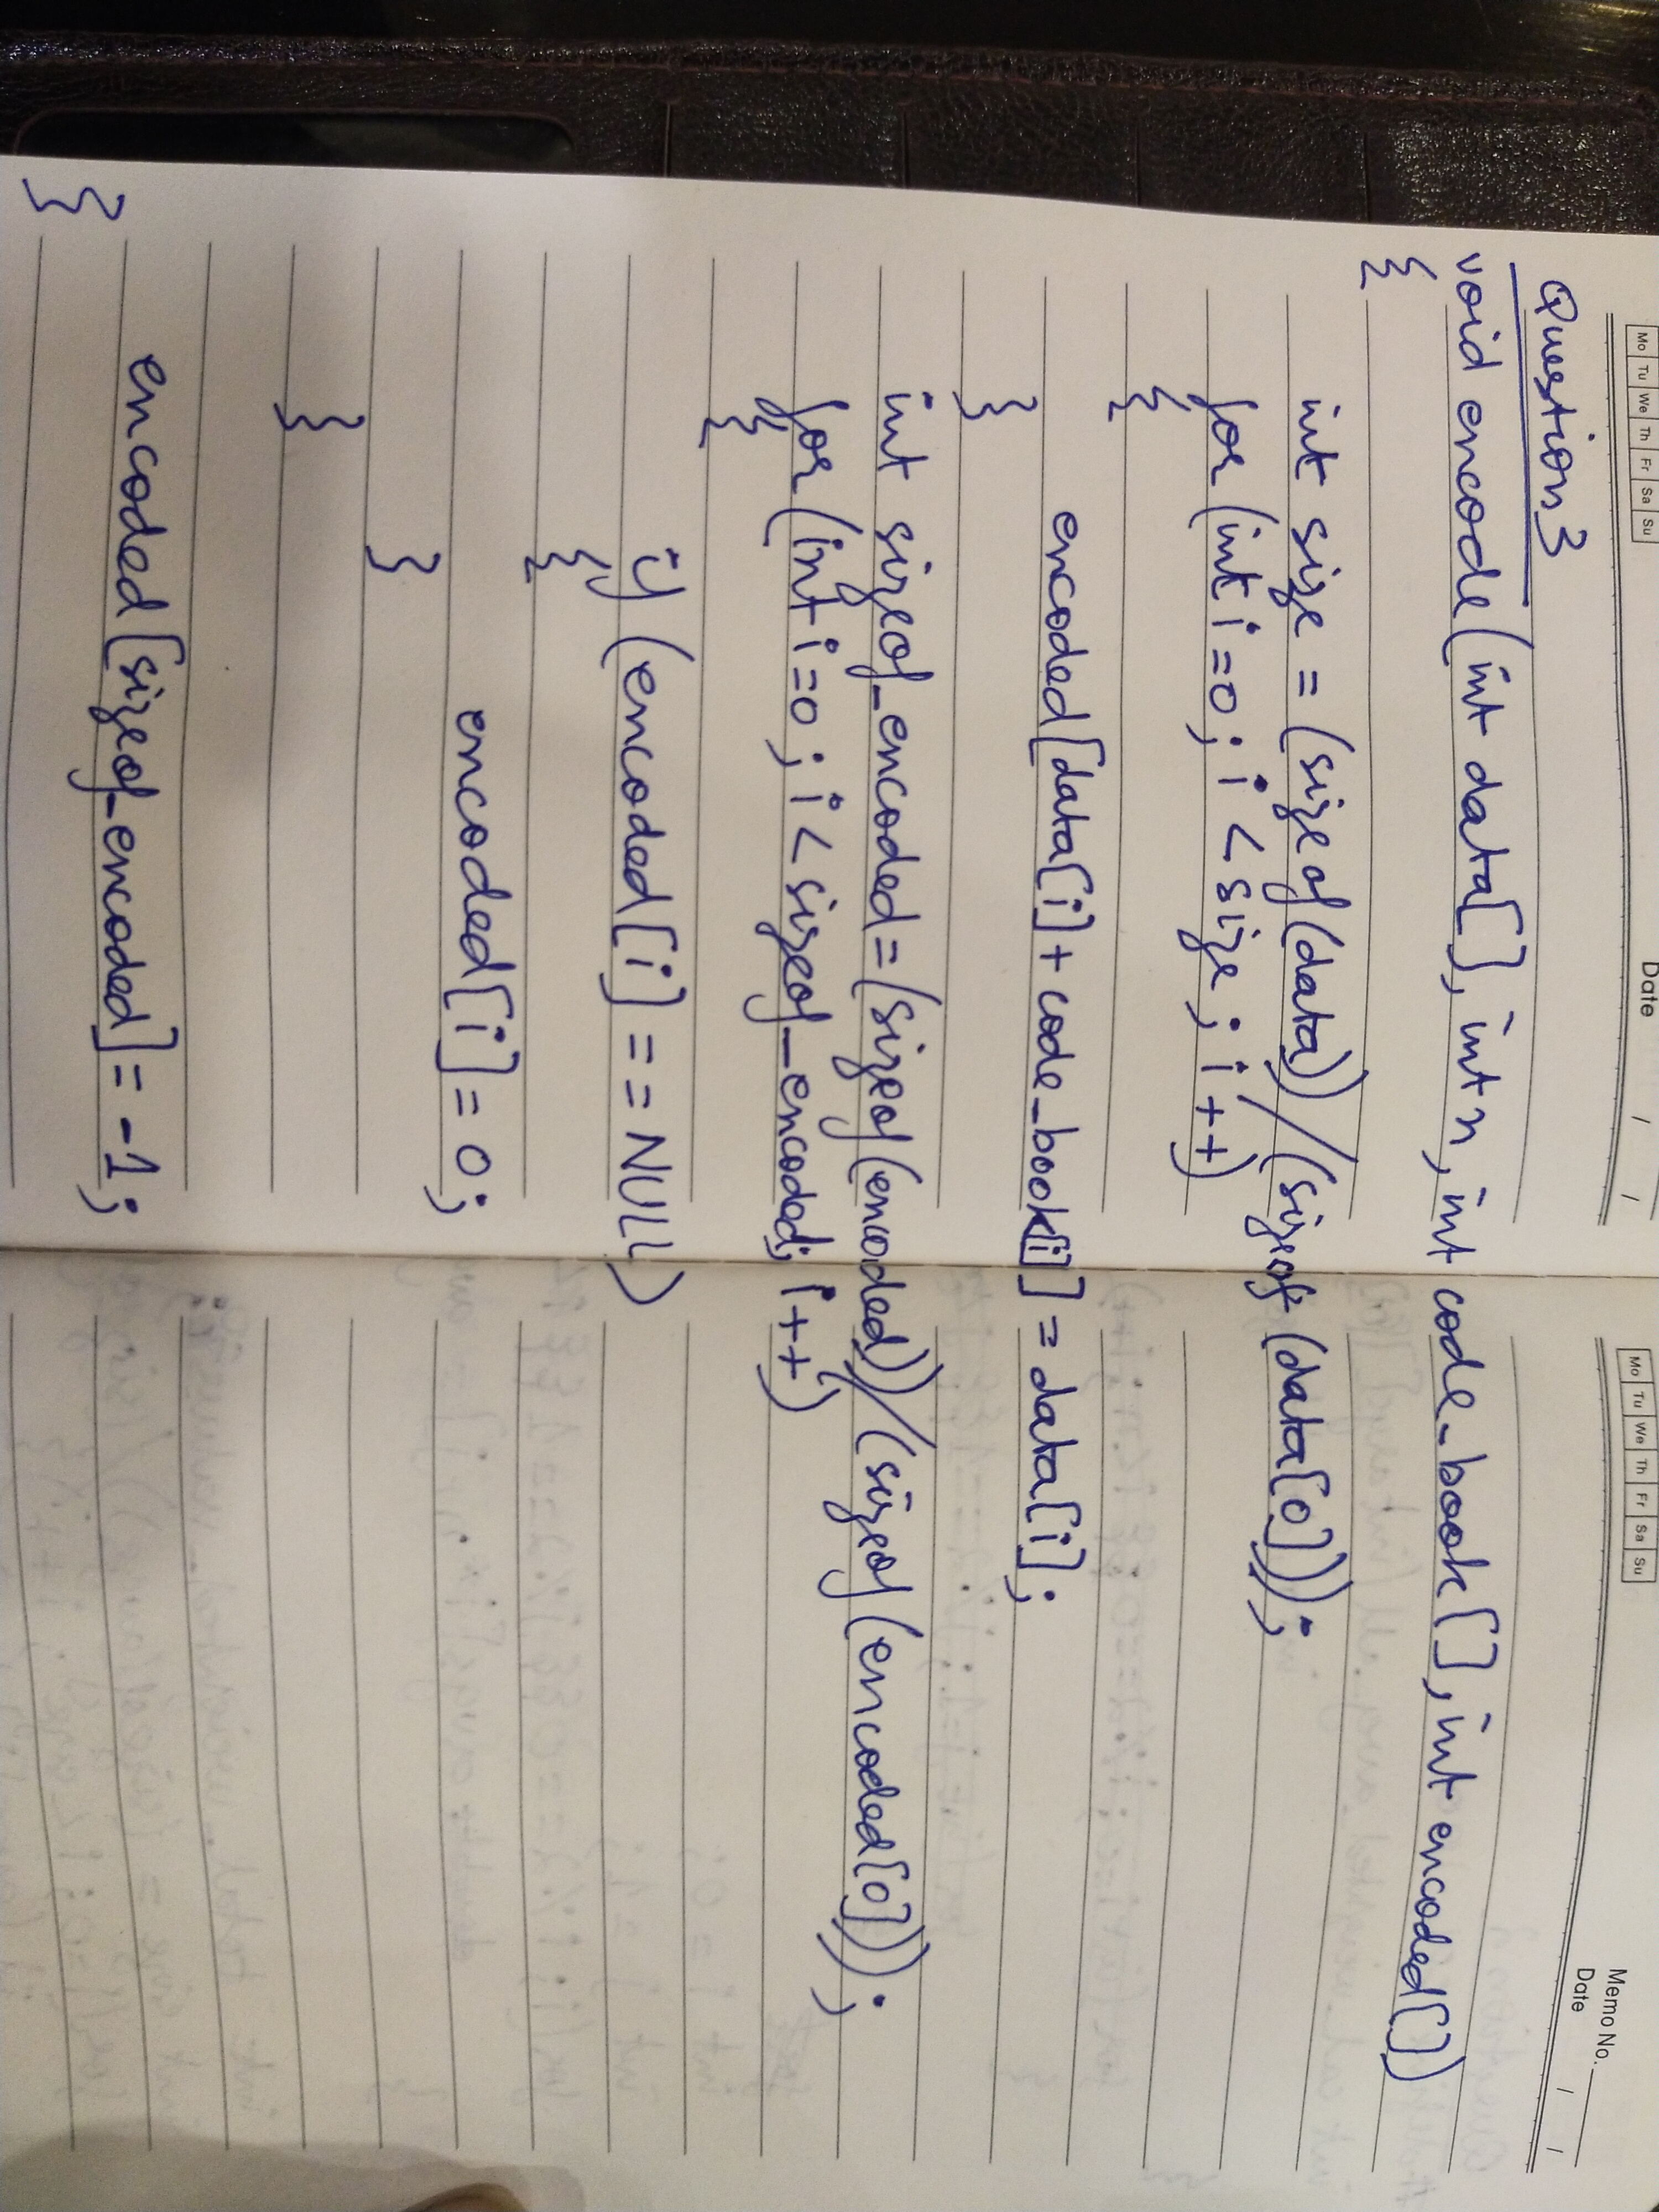 Mo Tu We Th Fr Sa Su
Date / /
Question 3
void encode(int data[], int n, int code_book[], int encoded[])
{
int size = (sizeof(data))/(sizeof(data[0]));
for(int i=0; i<size; i++)
{
encoded[data[i]+code_book[i]] = data[i];
}
int sizeof_encoded=(sizeof(encoded))/(sizeof(encoded[0]));
for(int i=0; i<sizeof_encoded; i++)
{
if (encoded[i]==NULL)
{
encoded[i]=0;
}
}
encoded[sizeof_encoded]=-1;
}
Mo Tu We Th Fr Sa Su
Memo No.
Date / /